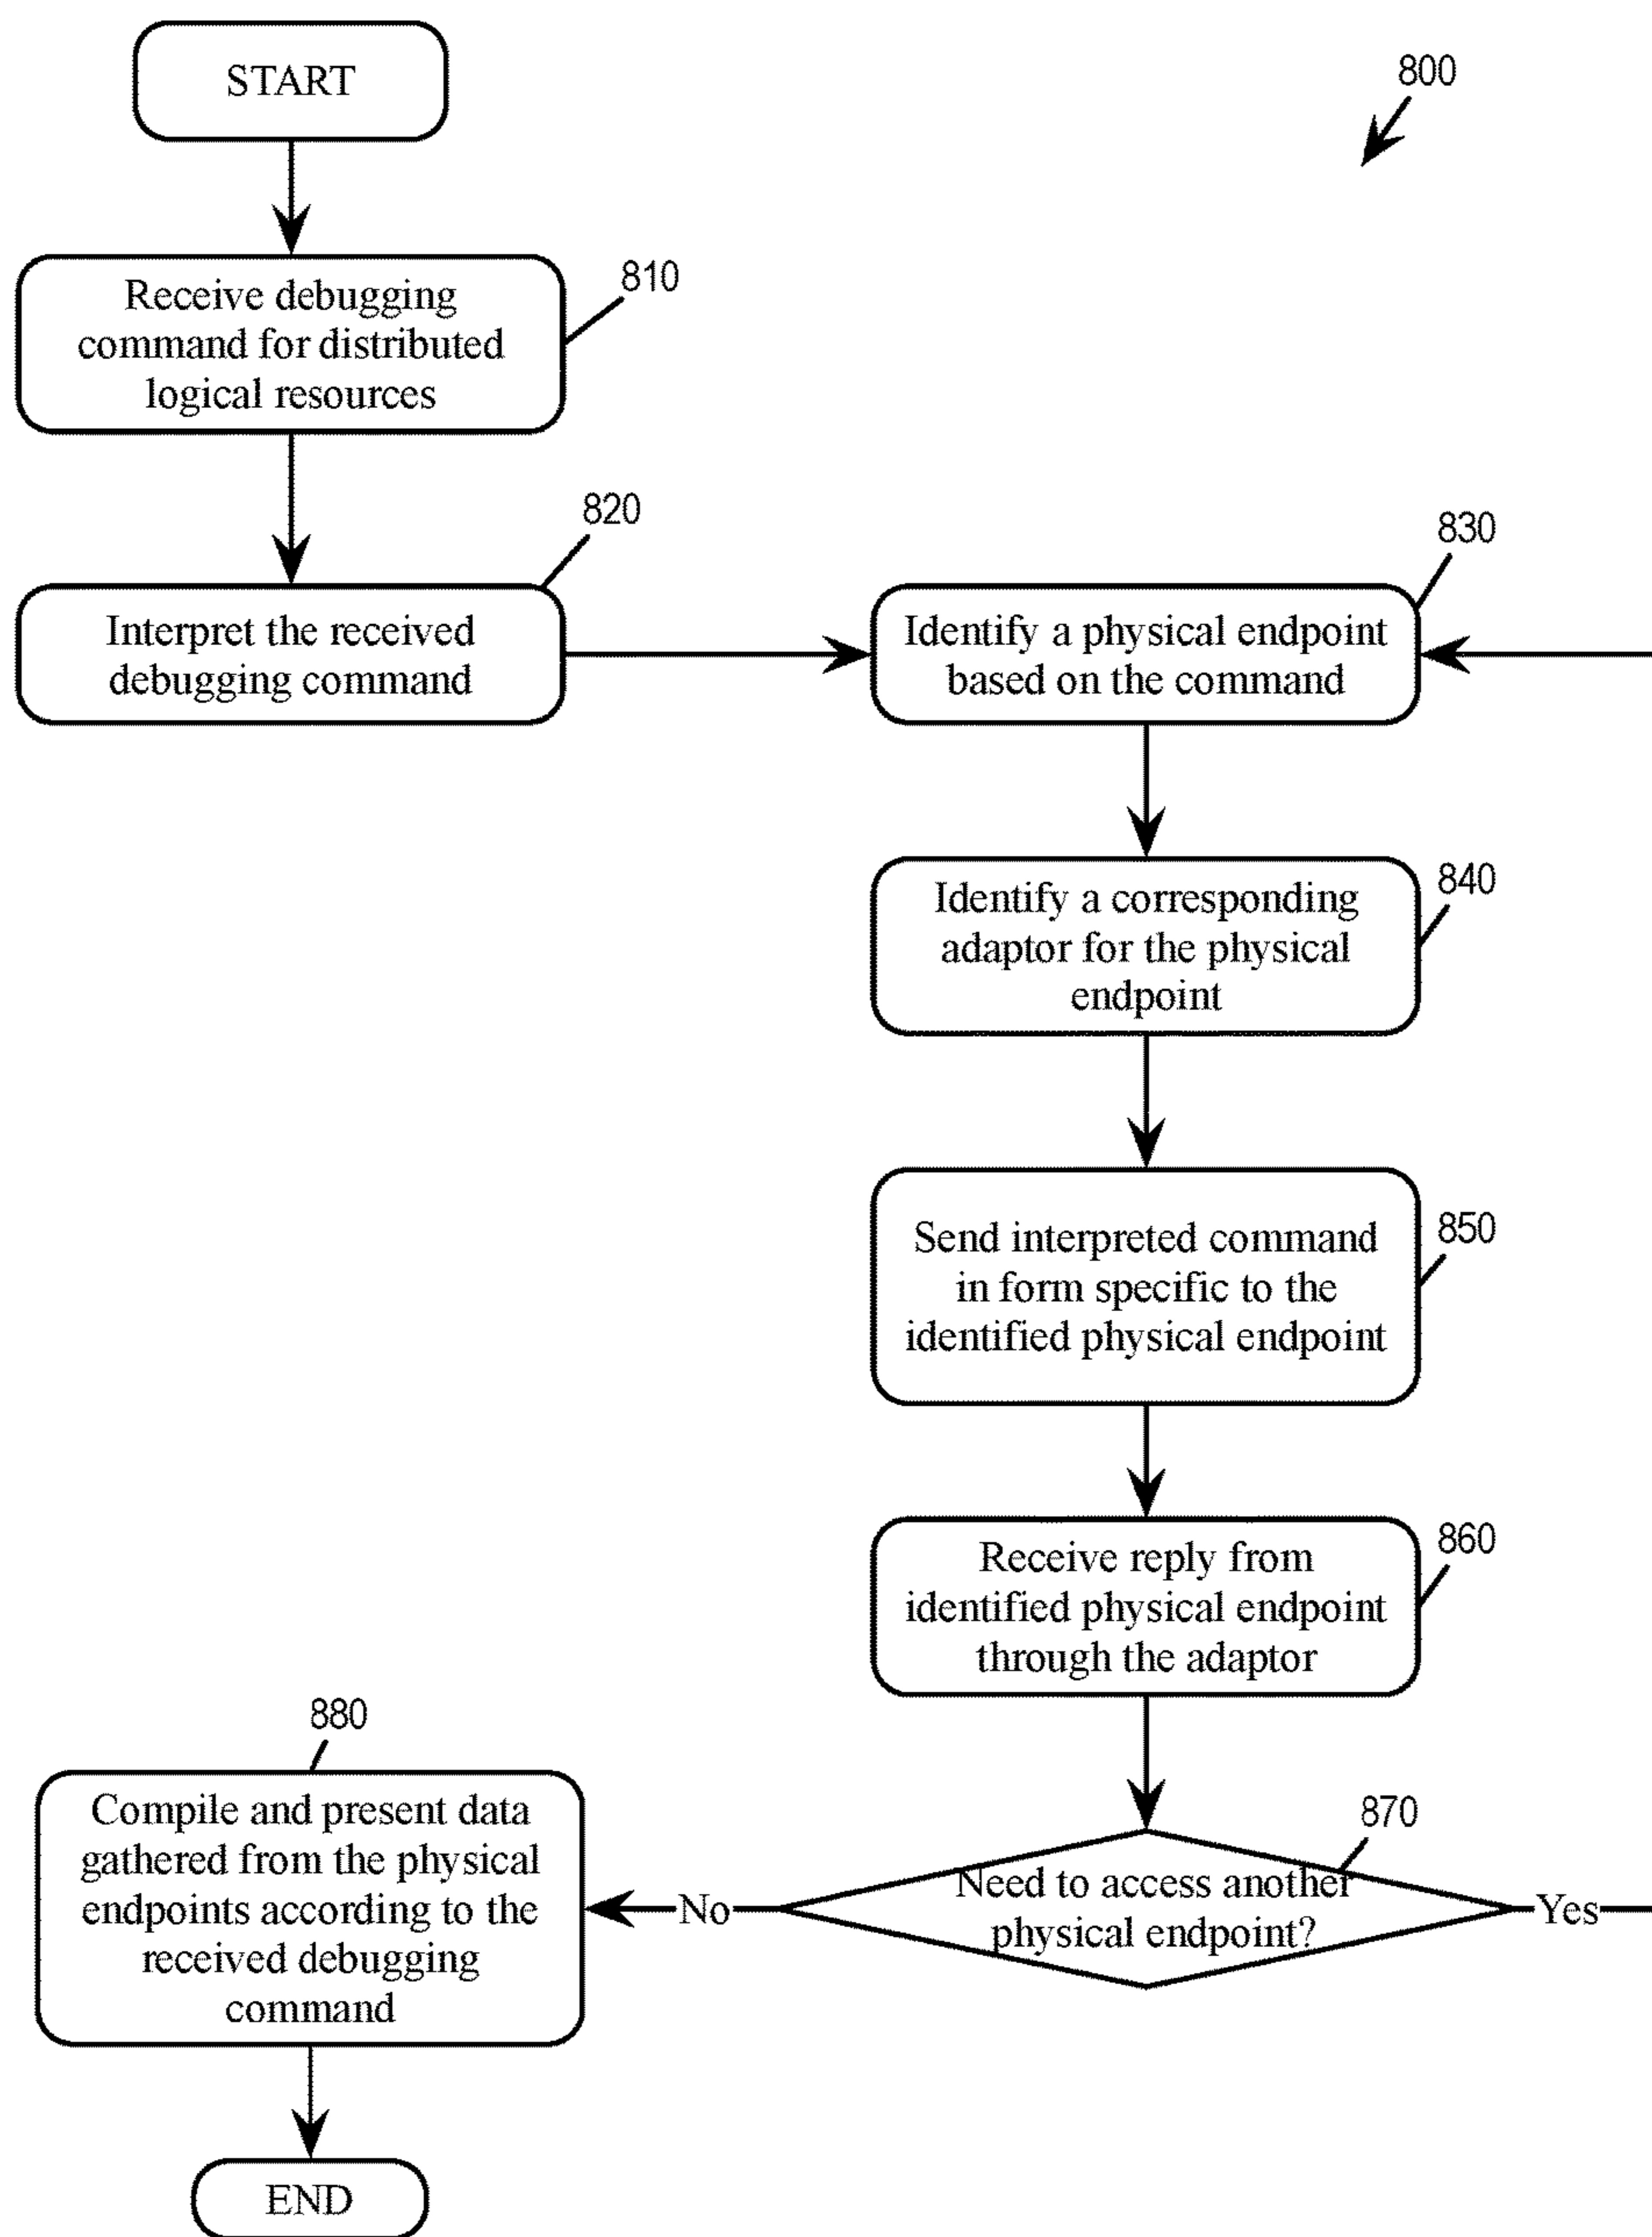 START
800
Receive debugging
command for distributed
logical resources
810
Interpret the received
debugging command
820
Identify a physical endpoint
based on the command
830
Identify a corresponding
adaptor for the physical
endpoint
840
Send interpreted command
in form specific to the
identified physical endpoint
850
Receive reply from
identified physical endpoint
through the adaptor
860
Need to access another
physical endpoint?
870
Yes
No
880
Compile and present data
gathered from the physical
endpoints according to the
received debugging
command
END